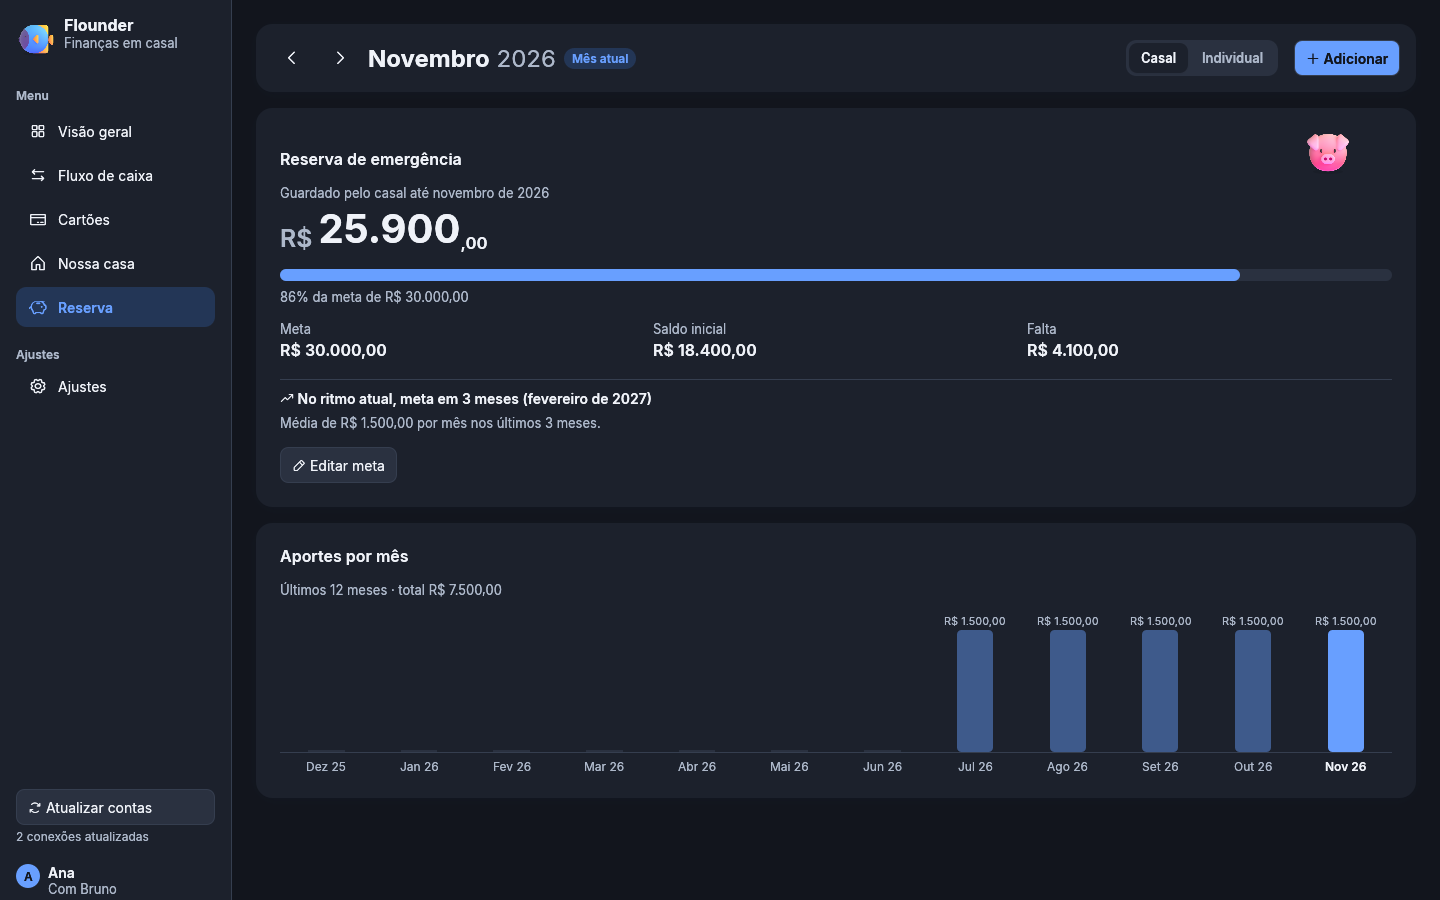 Flounder
Finanças em casal
Menu
Visão geral
Fluxo de caixa
Cartões
Nossa casa
Reserva
Ajustes
Ajustes
Atualizar contas
2 conexões atualizadas
A
Ana
Com Bruno
Novembro 2026
Mês atual
Casal
Individual
Adicionar
Reserva de emergência
Guardado pelo casal até novembro de 2026
R$ 25.900,00
86% da meta de R$ 30.000,00
Meta
R$ 30.000,00
Saldo inicial
R$ 18.400,00
Falta
R$ 4.100,00
No ritmo atual, meta em 3 meses (fevereiro de 2027)
Média de R$ 1.500,00 por mês nos últimos 3 meses.
Editar meta
Aportes por mês
Últimos 12 meses · total R$ 7.500,00
R$ 1.500,00 R$ 1.500,00 R$ 1.500,00 R$ 1.500,00 R$ 1.500,00
Dez 25 Jan 26 Fev 26 Mar 26 Abr 26 Mai 26 Jun 26 Jul 26 Ago 26 Set 26 Out 26 Nov 26